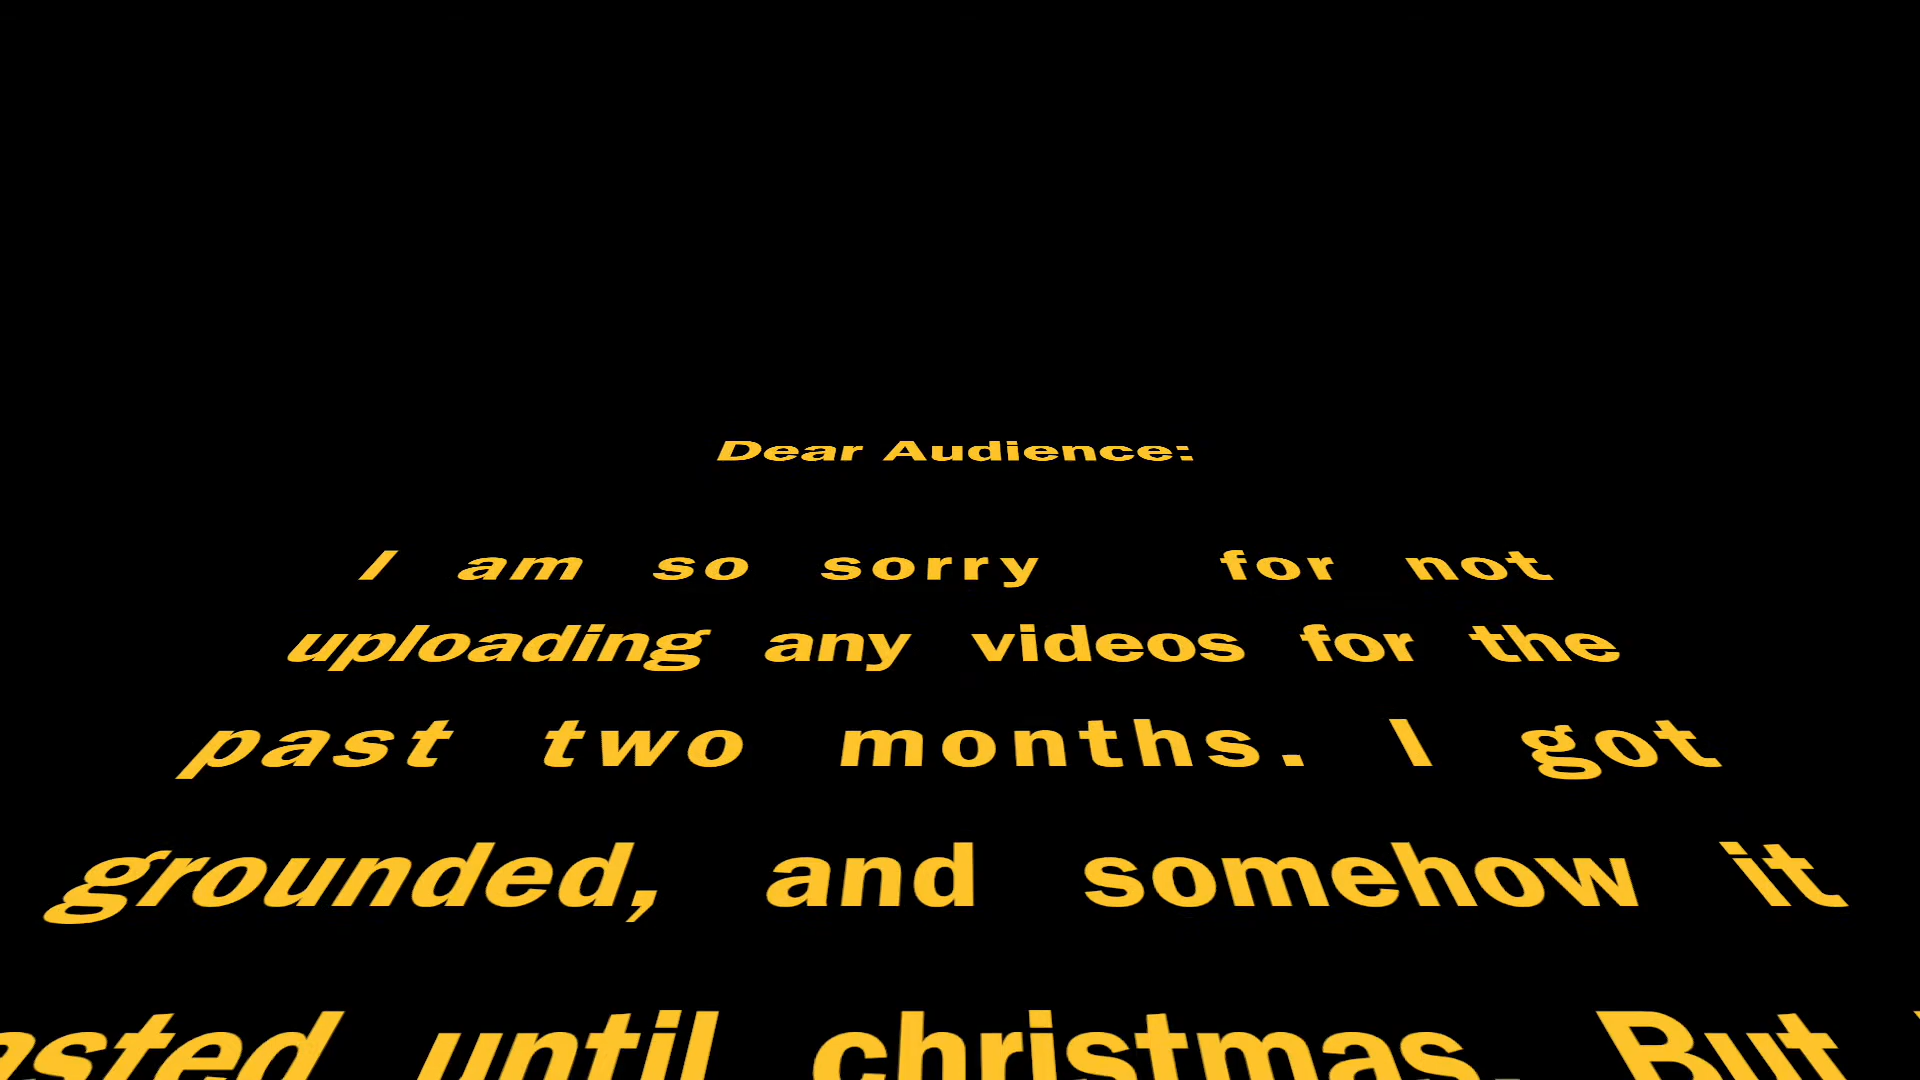 Dear Audience:
I am so sorry for not
uploading any videos for the
past two months. I got
grounded, and somehow it
until christmas. But